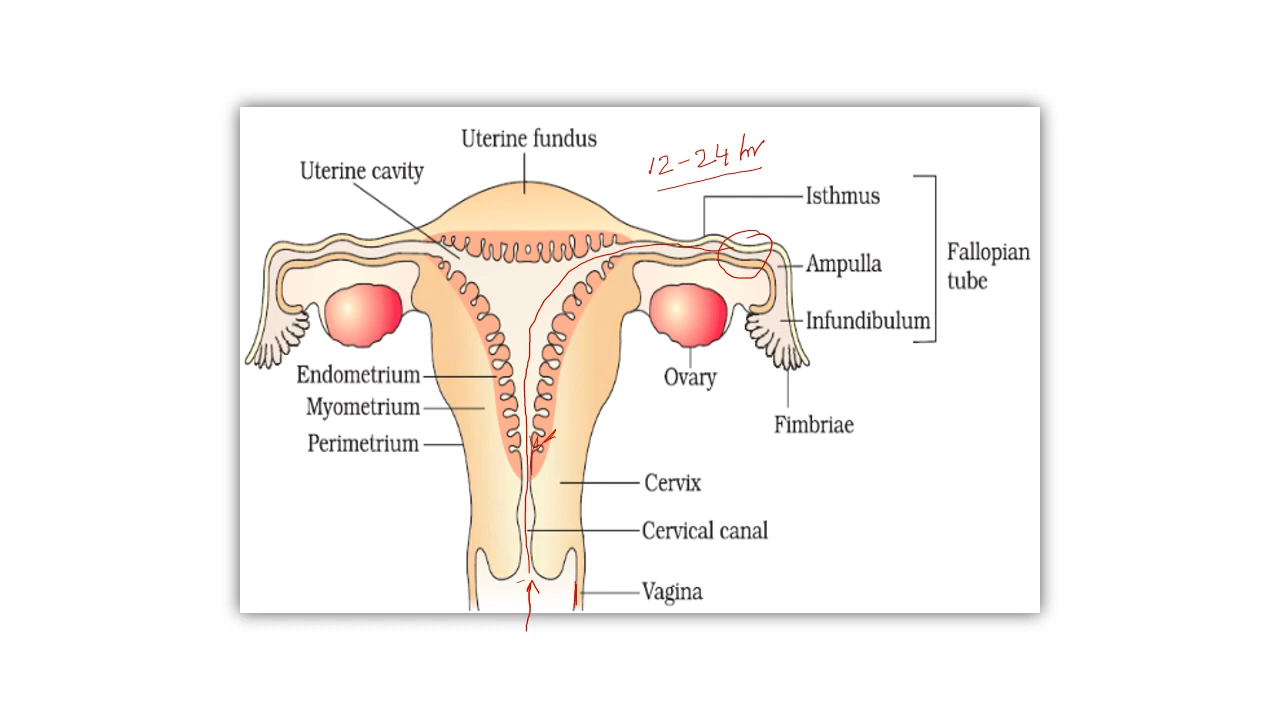 Uterine fundus
12-24 hr
Uterine cavity
Isthmus
Ampulla
Fallopian
tube
Infundibulum
Endometrium
Ovary
Myometrium
Fimbriae
Perimetrium
Cervix
Cervical canal
Vagina